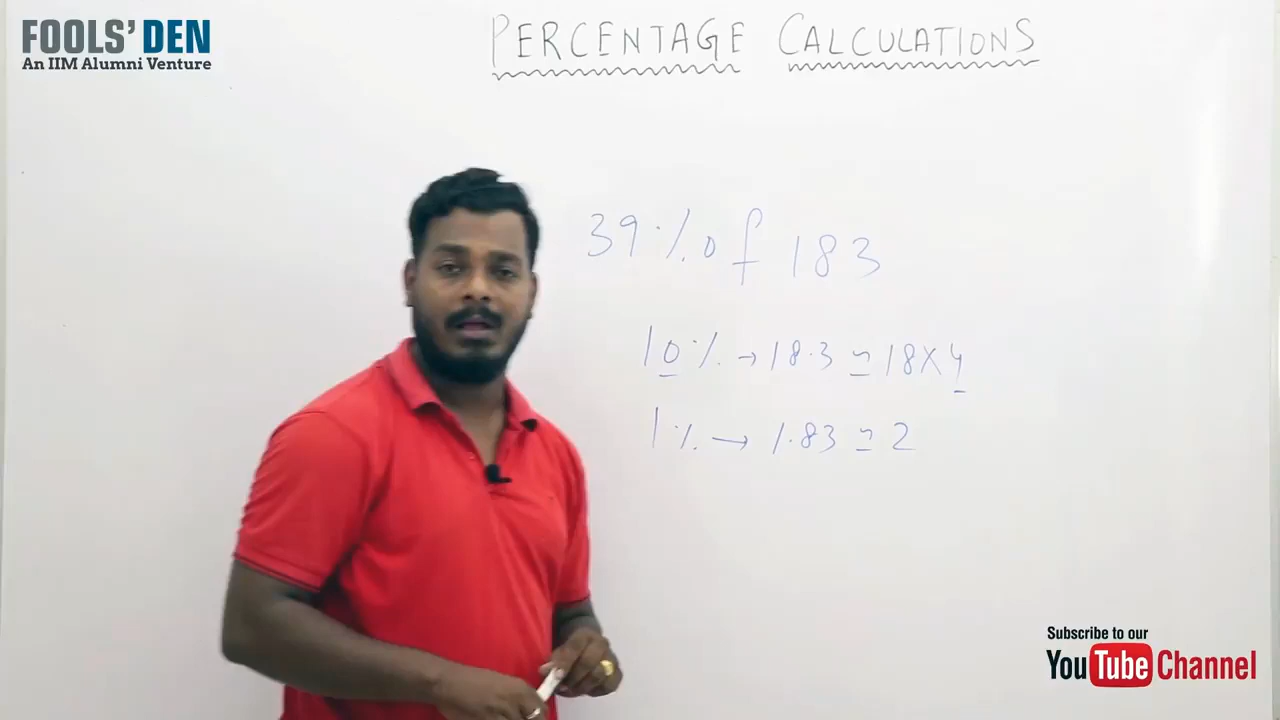 FOOLS' DEN
An IIM Alumni Venture
PERCENTAGE CALCULATIONS
39% of 183
10% → 18.3 ≃ 18×4
1% → 1.83 ≃ 2
Subscribe to our
YouTube Channel